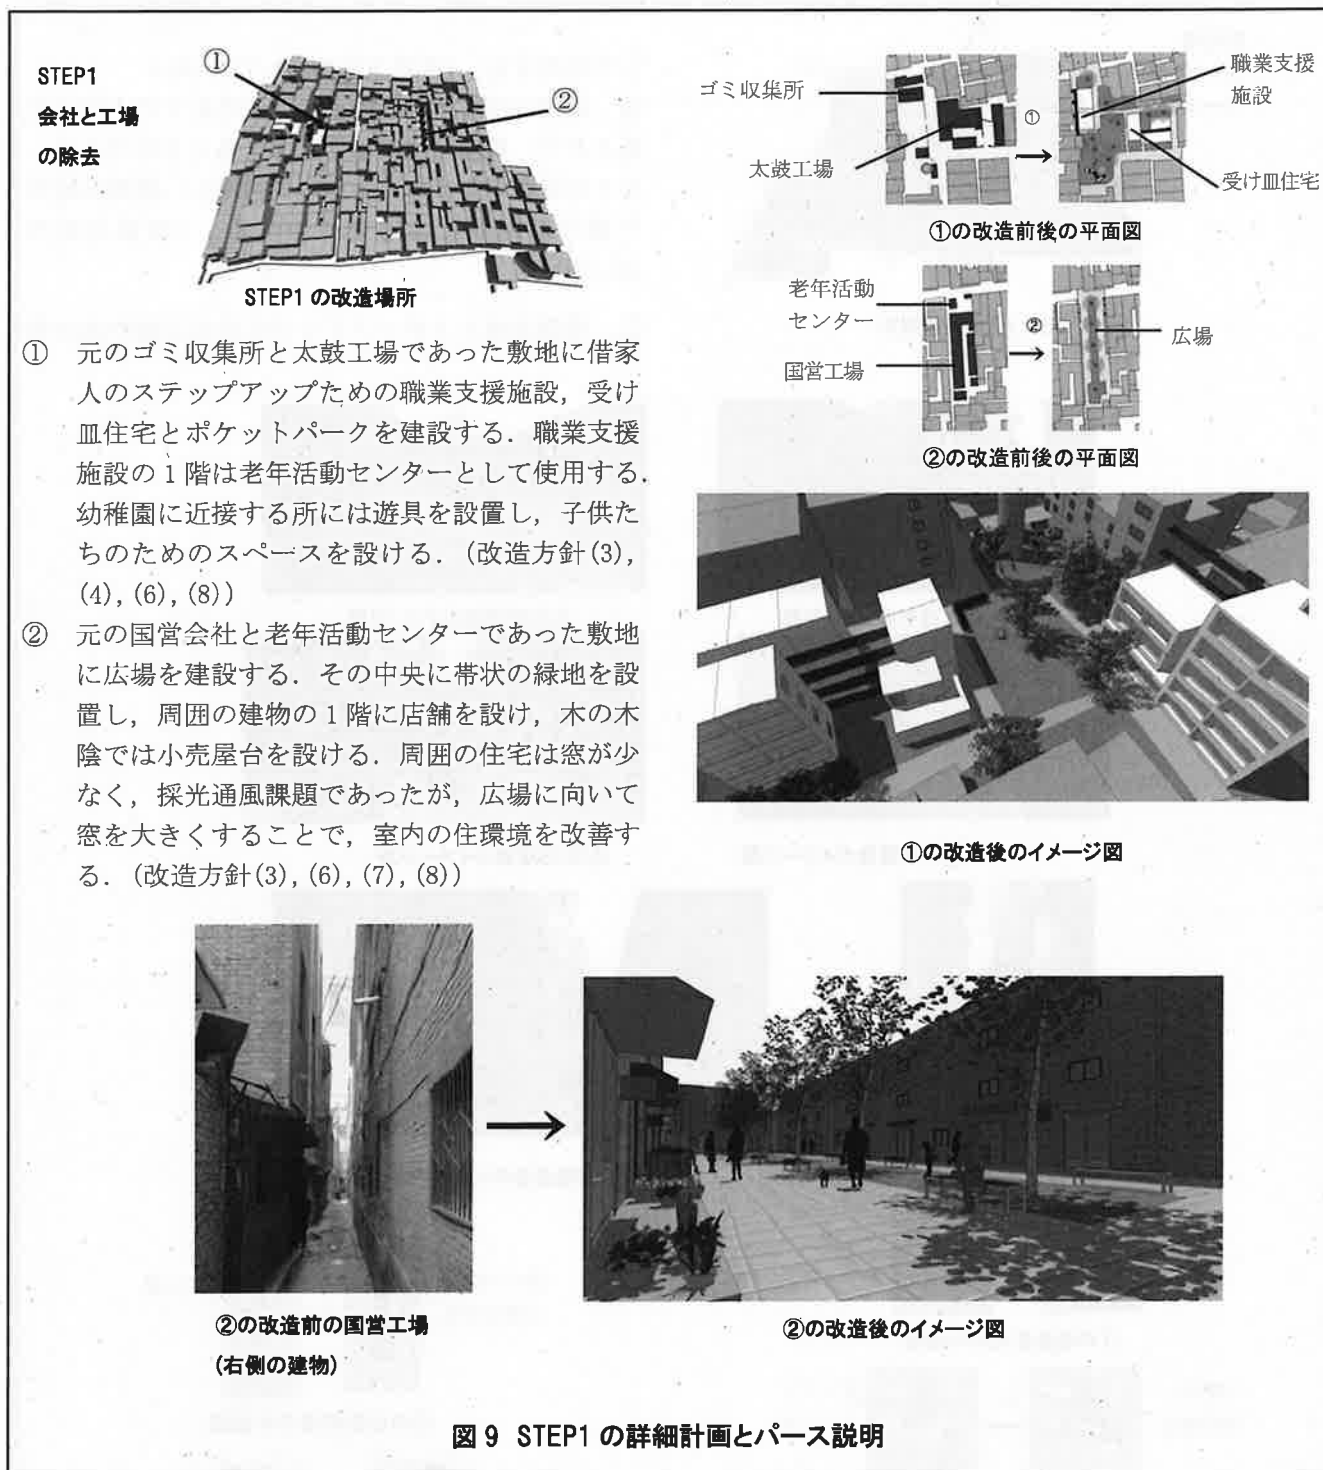 STEP1
会社と工場
の除去
①
②
STEP1 の改造場所
ゴミ収集所
太鼓工場
①
職業支援
施設
受け皿住宅
①の改造前後の平面図
老年活動
センター
国営工場
②
広場
②の改造前後の平面図
① 元のゴミ収集所と太鼓工場であった敷地に借家
人のステップアップための職業支援施設，受け
皿住宅とポケットパークを建設する．職業支援
施設の1階は老年活動センターとして使用する．
幼稚園に近接する所には遊具を設置し，子供た
ちのためのスペースを設ける．(改造方針(3)，
(4)，(6)，(8))
② 元の国営会社と老年活動センターであった敷地
に広場を建設する．その中央に帯状の緑地を設
置し，周囲の建物の1階に店舗を設け，木の木
陰では小売屋台を設ける．周囲の住宅は窓が少
なく，採光通風課題であったが，広場に向いて
窓を大きくすることで，室内の住環境を改善す
る．(改造方針(3)，(6)，(7)，(8))
①の改造後のイメージ図
②の改造前の国営工場
(右側の建物)
②の改造後のイメージ図
図 9 STEP1 の詳細計画とパース説明